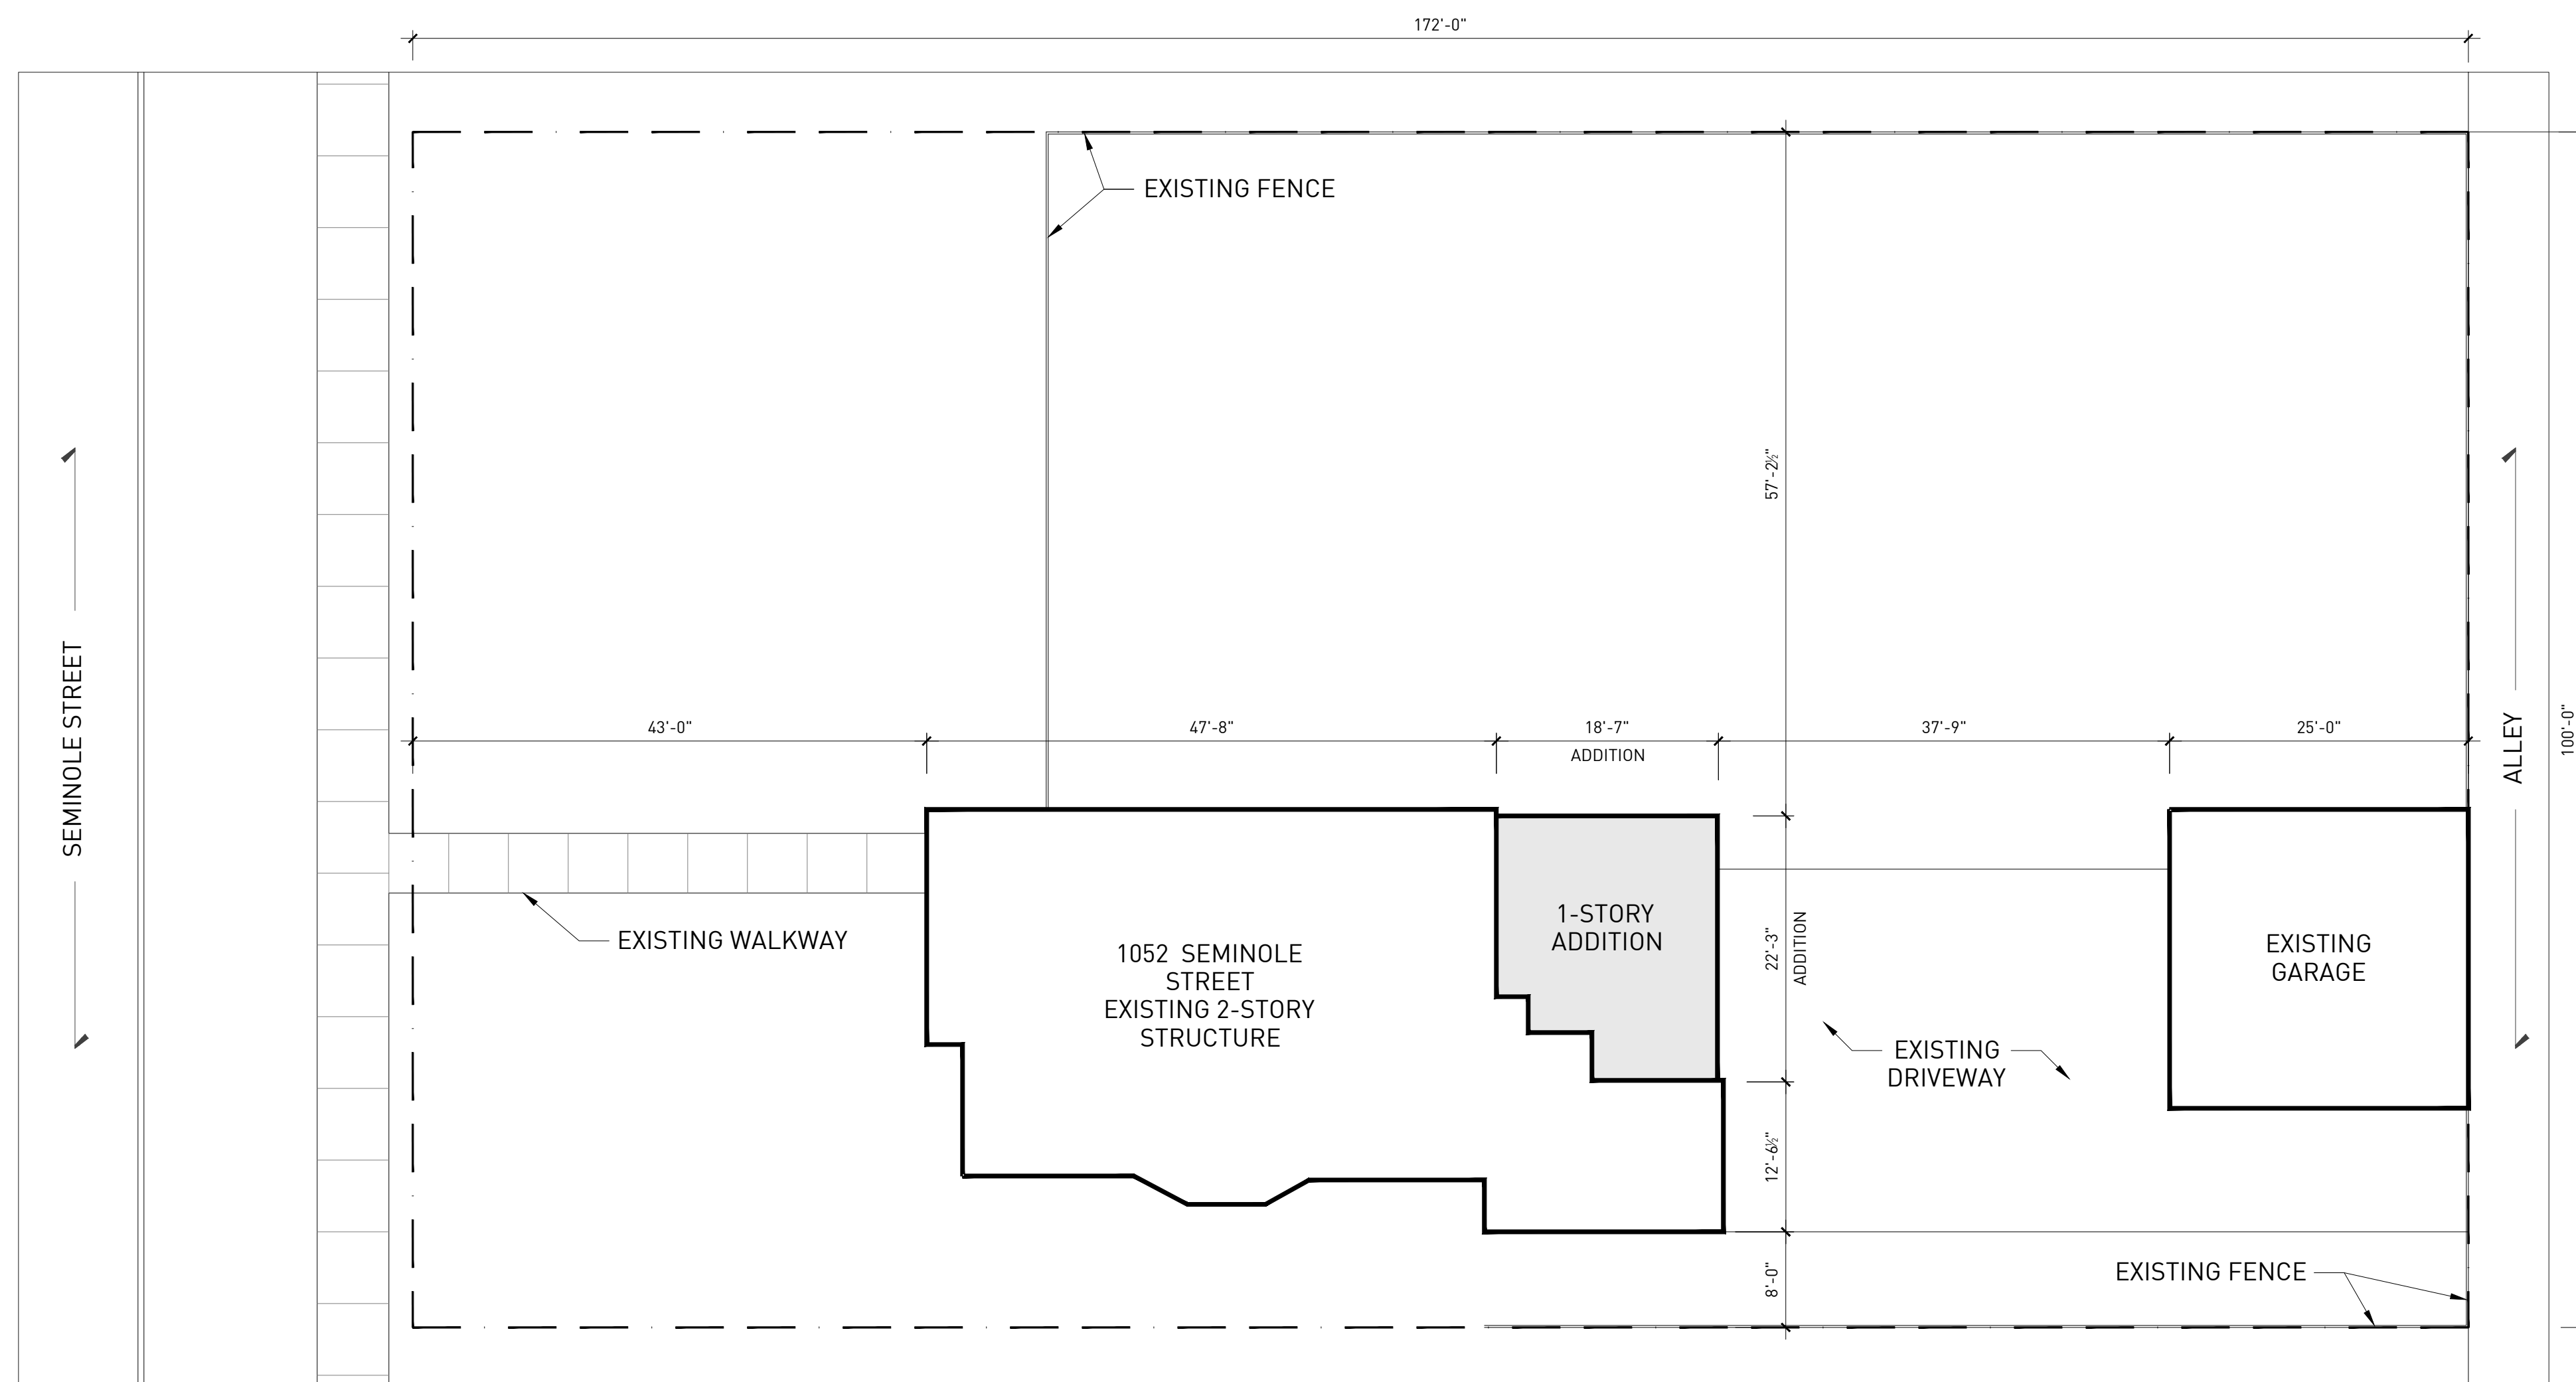 172'-0"
EXISTING FENCE
57'-2½"
SEMINOLE STREET
ALLEY
100'-0"
43'-0"
47'-8"
18'-7"
ADDITION
37'-9"
25'-0"
1-STORY
ADDITION
22'-3"
ADDITION
EXISTING WALKWAY
1052 SEMINOLE
STREET
EXISTING 2-STORY
STRUCTURE
EXISTING
GARAGE
EXISTING
DRIVEWAY
12'-6½"
8'-0"
EXISTING FENCE